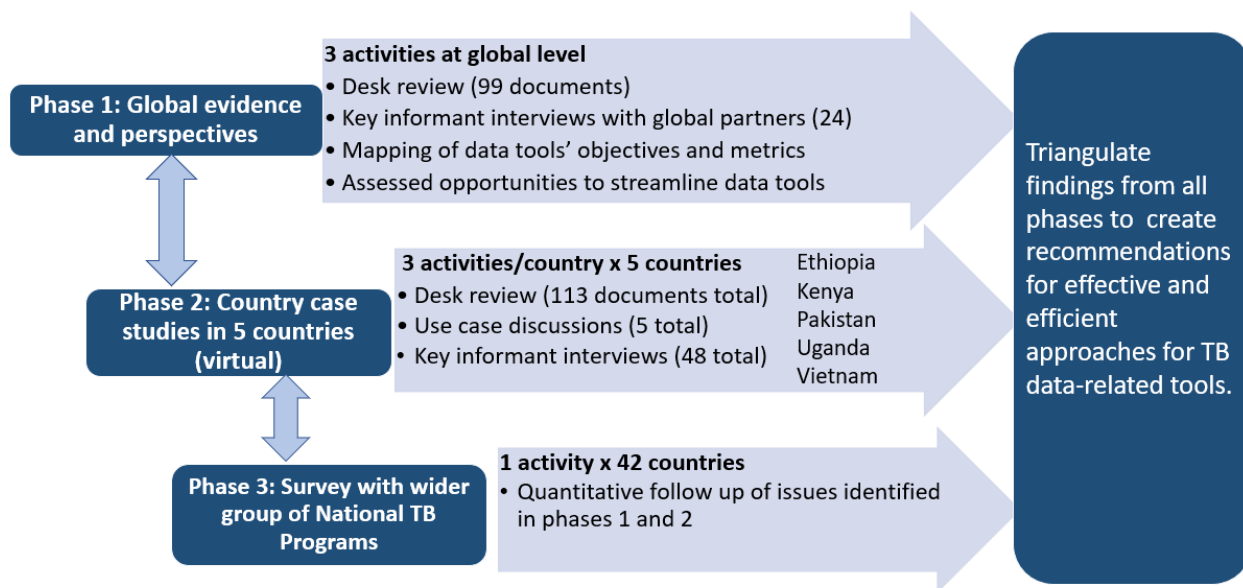 Phase 1: Global evidence
and perspectives
3 activities at global level
• Desk review (99 documents)
• Key informant interviews with global partners (24)
• Mapping of data tools’ objectives and metrics
• Assessed opportunities to streamline data tools
Phase 2: Country case
studies in 5 countries
(virtual)
3 activities/country x 5 countries
• Desk review (113 documents total)
• Use case discussions (5 total)
• Key informant interviews (48 total)
Ethiopia
Kenya
Pakistan
Uganda
Vietnam
Phase 3: Survey with wider
group of National TB
Programs
1 activity x 42 countries
• Quantitative follow up of issues identified
in phases 1 and 2
Triangulate
findings from all
phases to create
recommendations
for effective and
efficient
approaches for TB
data-related tools.